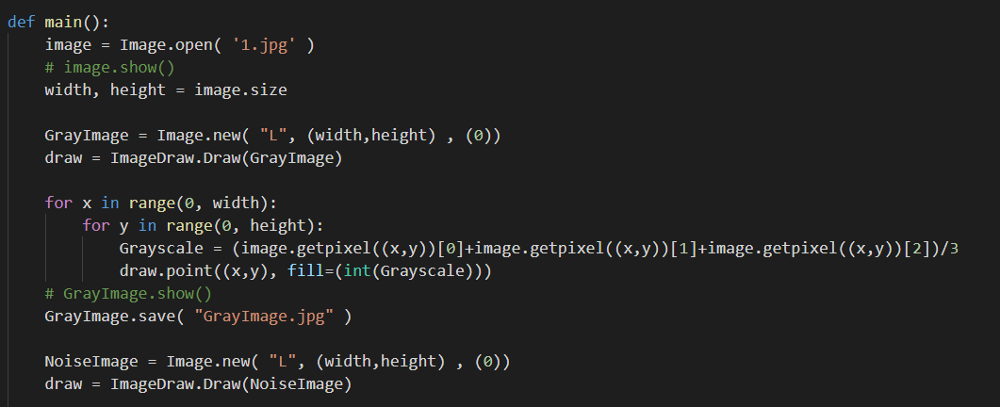 def main():
    image = Image.open( '1.jpg' )
    # image.show()
    width, height = image.size

    GrayImage = Image.new( "L", (width,height) , (0))
    draw = ImageDraw.Draw(GrayImage)

    for x in range(0, width):
        for y in range(0, height):
            Grayscale = (image.getpixel((x,y))[0]+image.getpixel((x,y))[1]+image.getpixel((x,y))[2])/3
            draw.point((x,y), fill=(int(Grayscale)))
    # GrayImage.show()
    GrayImage.save( "GrayImage.jpg" )

    NoiseImage = Image.new( "L", (width,height) , (0))
    draw = ImageDraw.Draw(NoiseImage)